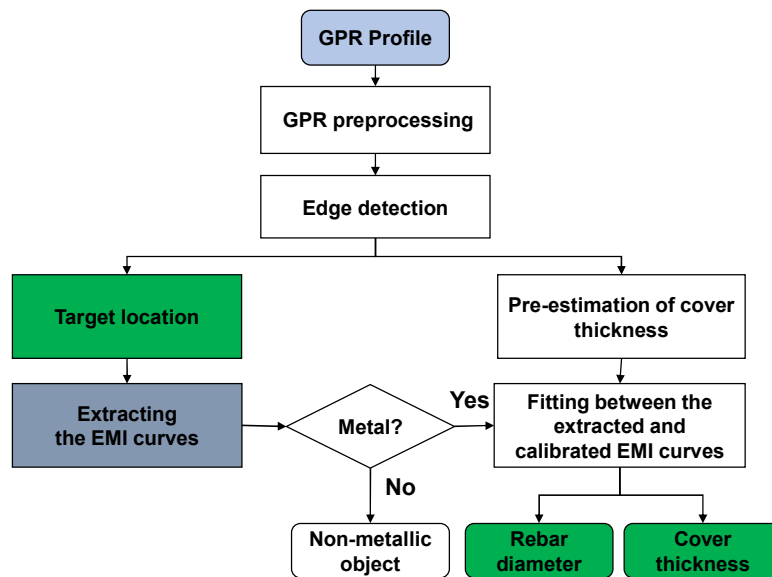 GPR Profile
GPR preprocessing
Edge detection
Target location
Pre-estimation of cover
thickness
Extracting
the EMI curves
Metal?
Yes
Fitting between the
extracted and
calibrated EMI curves
No
Non-metallic
object
Rebar
diameter
Cover
thickness